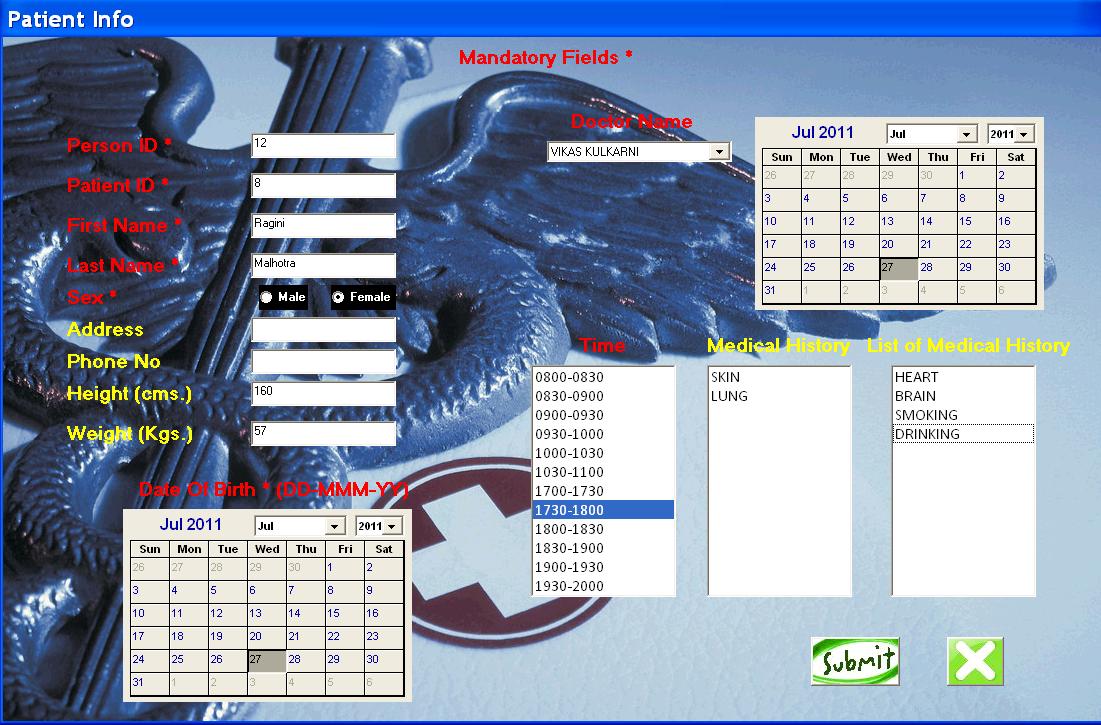 Patient Info
Mandatory Fields *
Person ID * 12
Patient ID * 8
First Name * Ragini
Last Name * Malhotra
Sex * Male Female
Address
Phone No
Height (cms.) 160
Weight (Kgs.) 57
Date Of Birth * (DD-MMM-YY)
Jul 2011 Jul 2011
Sun Mon Tue Wed Thu Fri Sat
26 27 28 29 30 1 2
3 4 5 6 7 8 9
10 11 12 13 14 15 16
17 18 19 20 21 22 23
24 25 26 27 28 29 30
31 1 2 3 4 5 6
Doctor Name
VIKAS KULKARNI
Jul 2011 Jul 2011
Sun Mon Tue Wed Thu Fri Sat
26 27 28 29 30 1 2
3 4 5 6 7 8 9
10 11 12 13 14 15 16
17 18 19 20 21 22 23
24 25 26 27 28 29 30
31 1 2 3 4 5 6
Time
0800-0830
0830-0900
0900-0930
0930-1000
1000-1030
1030-1100
1700-1730
1730-1800
1800-1830
1830-1900
1900-1930
1930-2000
Medical History
SKIN
LUNG
List of Medical History
HEART
BRAIN
SMOKING
DRINKING
Submit